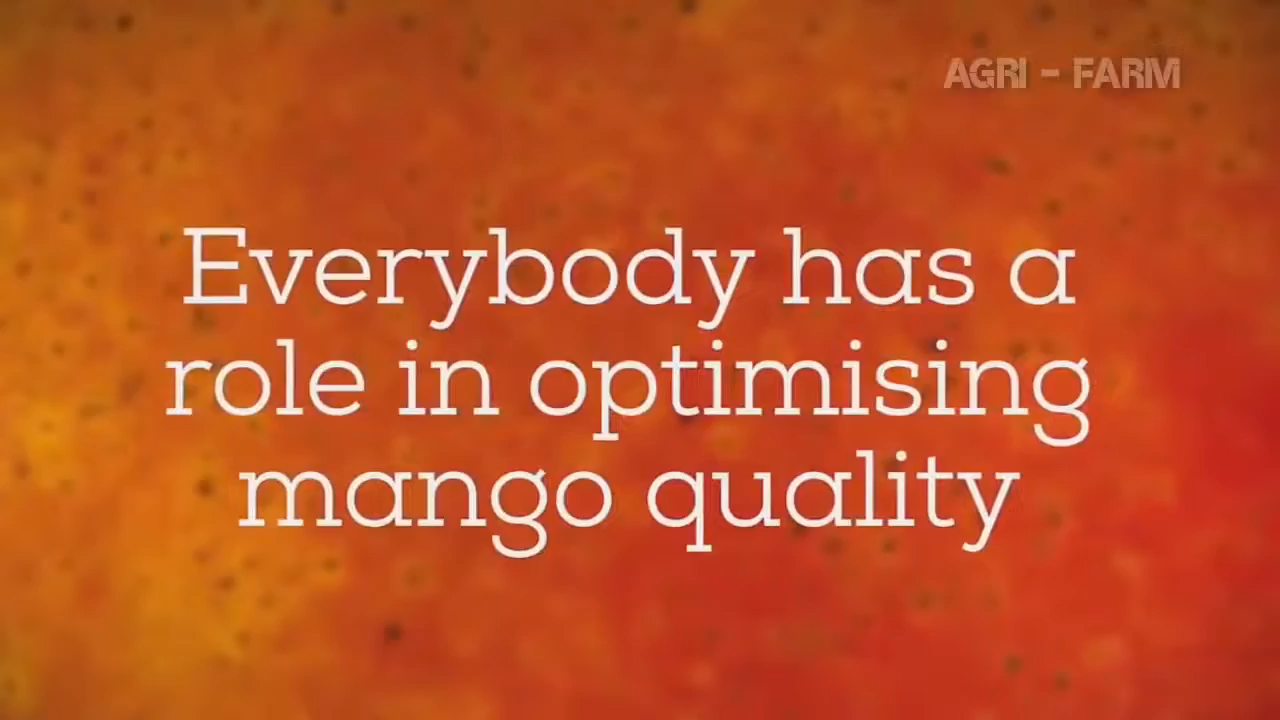 AGRI - FARM
Everybody has a
role in optimising
mango quality